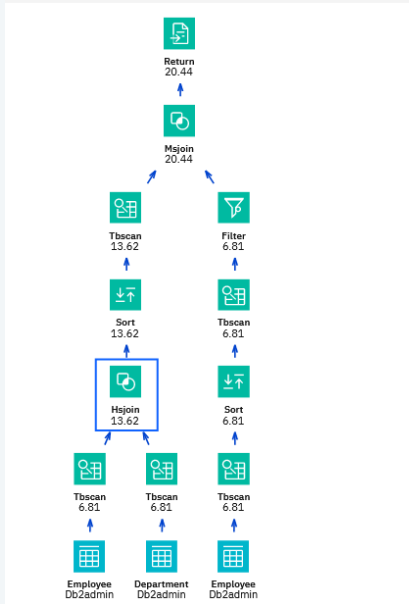 Return
20.44
Msjoin
20.44
Tbscan
13.62
Filter
6.81
Sort
13.62
Tbscan
6.81
Hsjoin
13.62
Sort
6.81
Tbscan
6.81
Tbscan
6.81
Tbscan
6.81
Employee
Db2admin
Department
Db2admin
Employee
Db2admin